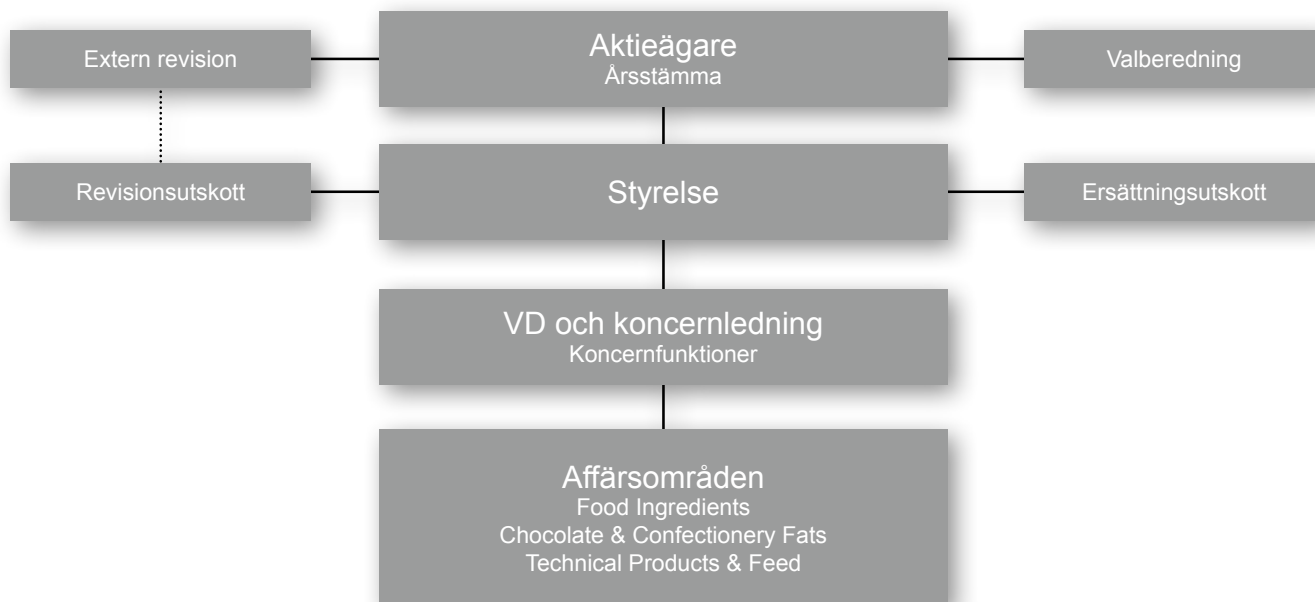 Extern revision
Aktieägare
Årsstämma
Valberedning
Revisionsutskott
Styrelse
Ersättningsutskott
VD och koncernledning
Koncernfunktioner
Affärsområden
Food Ingredients
Chocolate & Confectionery Fats
Technical Products & Feed